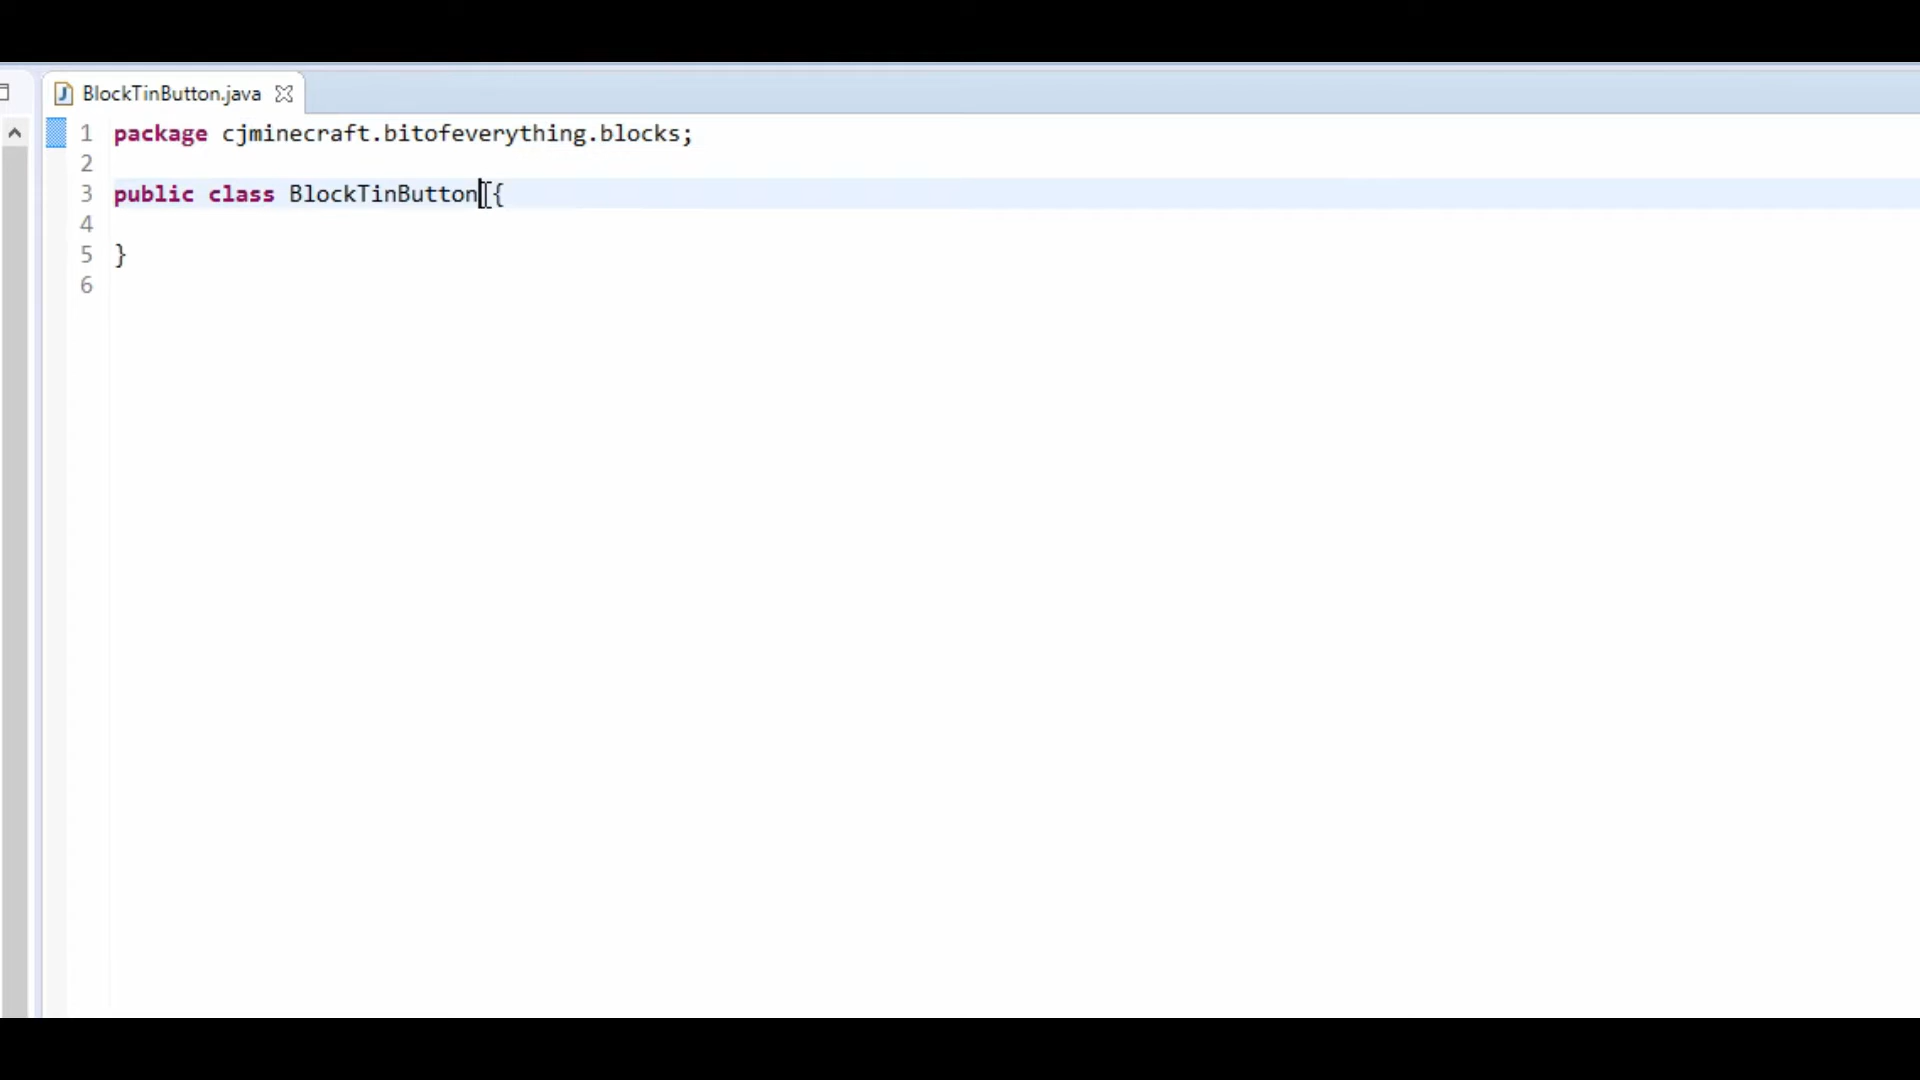 BlockTinButton.java
1 package cjminecraft.bitofeverything.blocks;
2
3 public class BlockTinButton {
4
5 }
6